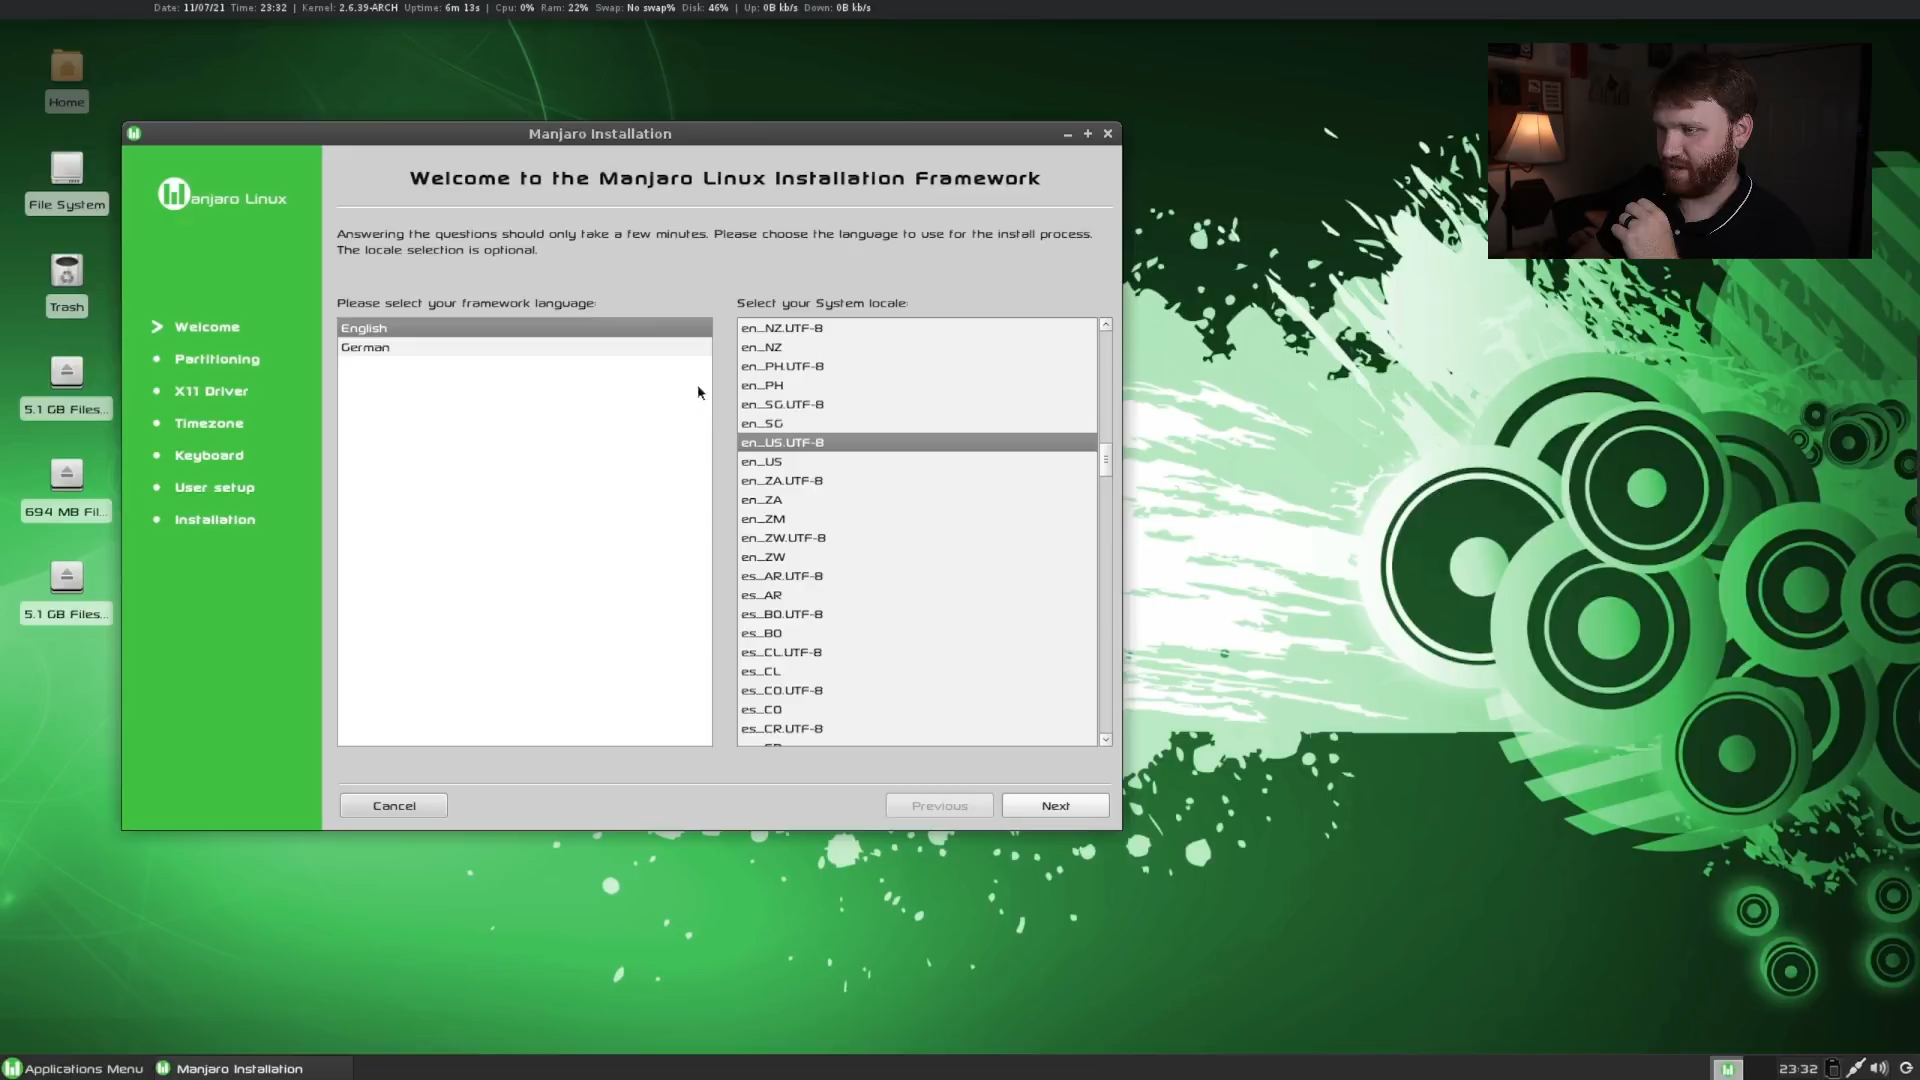 Date: 11/07/21 Time: 23:32 | Kernel: 2.6.39-ARCH Uptime: 6m 13s | Cpu: 0% Ram: 22% Swap: No swap% Disk: 46% | Up: 0B kb/s Down: 0B kb/s
Home
File System
Trash
5.1 GB Files...
694 MB Fil...
5.1 GB Files...
Manjaro Installation
anjaro Linux
> Welcome
• Partitioning
• X11 Driver
• Timezone
• Keyboard
• User setup
• Installation
Welcome to the Manjaro Linux Installation Framework
Answering the questions should only take a few minutes. Please choose the language to use for the install process.
The locale selection is optional.
Please select your framework language:
English
German
Select your System locale:
en_NZ.UTF-8
en_NZ
en_PH.UTF-8
en_PH
en_SG.UTF-8
en_SG
en_US.UTF-8
en_US
en_ZA.UTF-8
en_ZA
en_ZM
en_ZW.UTF-8
en_ZW
es_AR.UTF-8
es_AR
es_BO.UTF-8
es_BO
es_CL.UTF-8
es_CL
es_CO.UTF-8
es_CO
es_CR.UTF-8
Cancel
Previous
Next
Applications Menu
Manjaro Installation
23:32